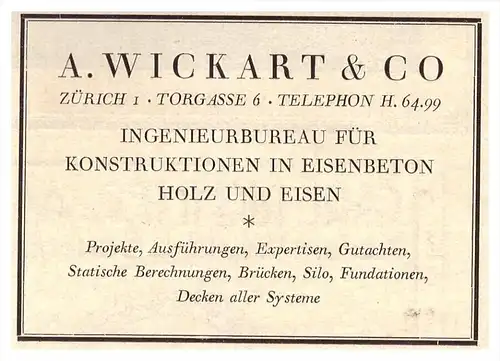 A. WICKART & CO
ZÜRICH 1 · TORGASSE 6 · TELEPHON H. 64.99
INGENIEURBUREAU FÜR
KONSTRUKTIONEN IN EISENBETON
HOLZ UND EISEN
*
Projekte, Ausführungen, Expertisen, Gutachten,
Statische Berechnungen, Brücken, Silo, Fundationen,
Decken aller Systeme